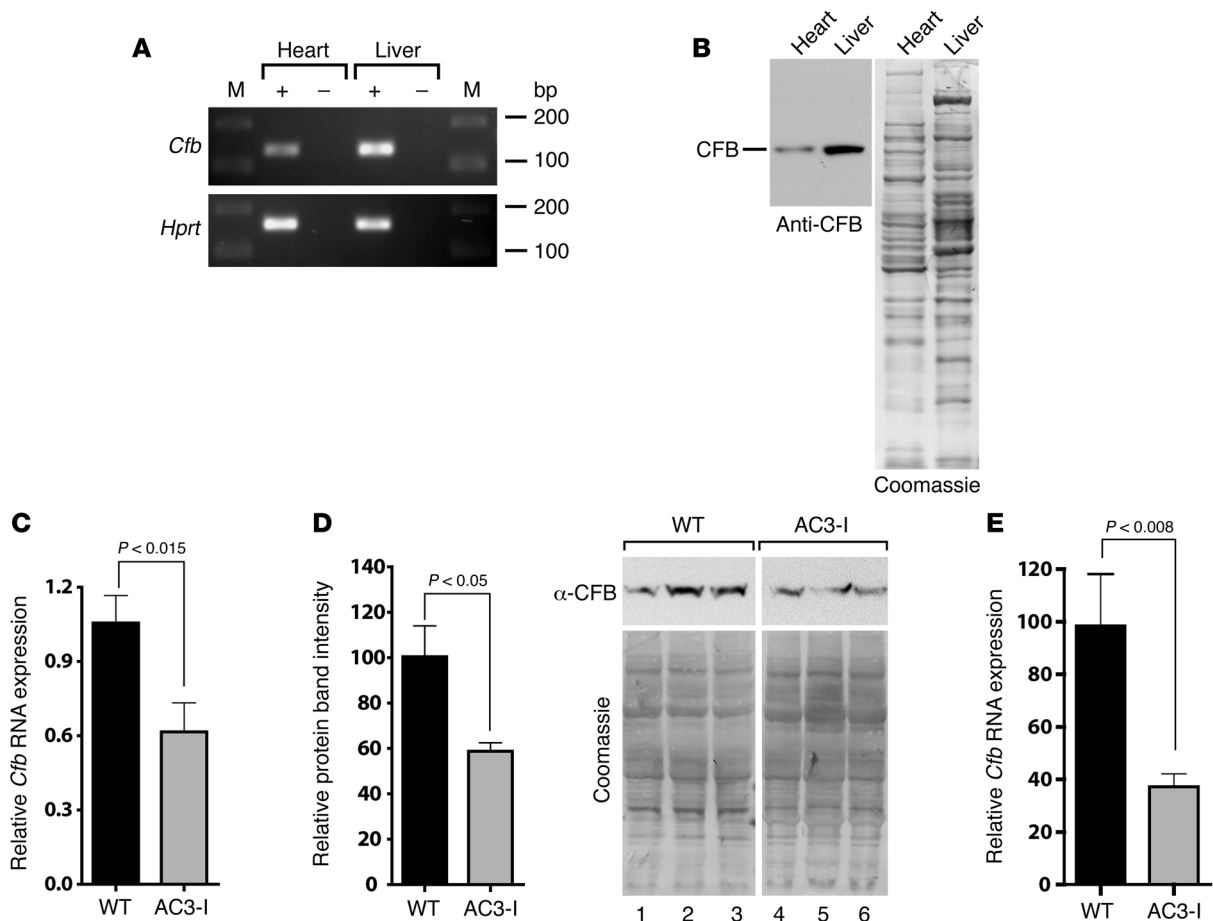 A
Heart Liver
M + – + – M bp
Cfb
200
100
Hprt
200
100
B
Heart Liver Heart Liver
CFB
Anti-CFB
Coomassie
C
P < 0.015
Relative Cfb RNA expression
1.2
0.9
0.6
0.3
0.0
WT AC3-I
D
P < 0.05
Relative protein band intensity
140
120
100
80
60
40
20
0
WT AC3-I
WT AC3-I
α-CFB
Coomassie
1 2 3 4 5 6
E
P < 0.008
Relative Cfb RNA expression
120
100
80
60
40
20
0
WT AC3-I